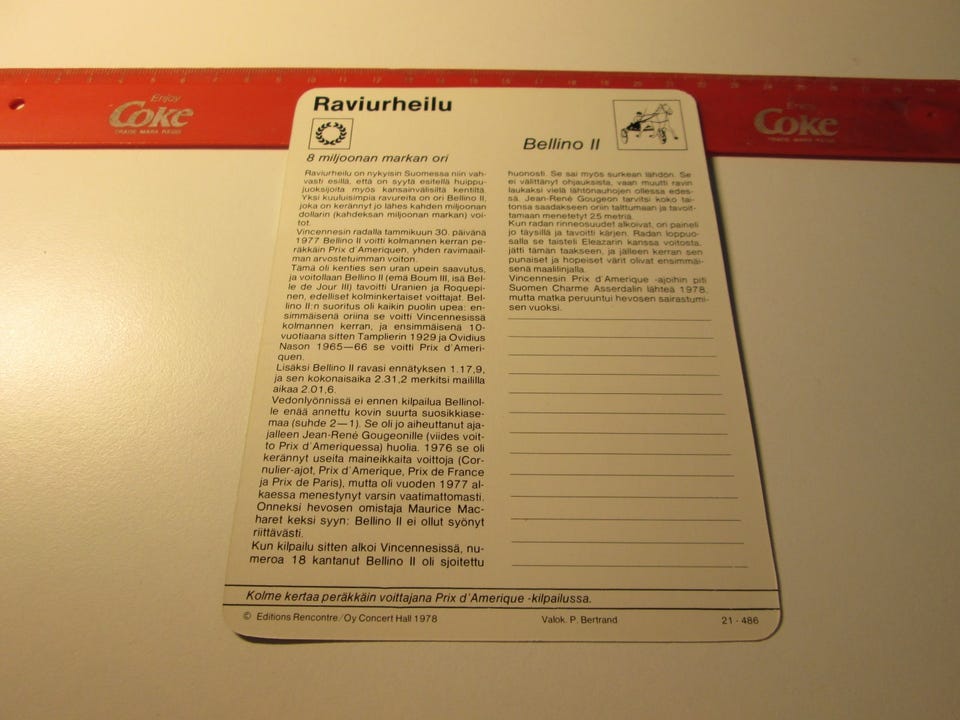 Enjoy
Coke
TRADE MARK REGD
Enjoy
Coke
TRADE MARK REGD
Raviurheilu
Bellino II
8 miljoonan markan ori
Raviurheilu on nykyisin Suomessa niin vah-
vasti esillä, että on syytä esitellä huippu-
juoksijoita myös kansainvälisiltä kentiltä.
Yksi kuuluisimpia ravureita on ori Bellino II,
joka on kerännyt jo lähes kahden miljoonan
dollarin (kahdeksan miljoonan markan) voi-
tot.
Vincennesin radalla tammikuun 30. päivänä
1977 Bellino II voitti kolmannen kerran pe-
räkkäin Prix d'Ameriquen, yhden ravimaail-
man arvostetuimman voiton.
Tämä oli kenties sen uran upein saavutus,
ja voitollaan Bellino II (emä Boum III, isä Bel-
le de Jour III) tavoitti Uranien ja Roquepi-
nen, edelliset kolminkertaiset voittajat. Bel-
lino II:n suoritus oli kaikin puolin upea: en-
simmäisenä oriina se voitti Vincennesissä
kolmannen kerran, ja ensimmäisenä 10-
vuotiaana sitten Tamplierin 1929 ja Ovidius
Nason 1965—66 se voitti Prix d'Ameri-
quen.
Lisäksi Bellino II ravasi ennätyksen 1.17,9,
ja sen kokonaisaika 2.31,2 merkitsi maililla
aikaa 2.01,6.
Vedonlyönnissä ei ennen kilpailua Bellinol-
le enää annettu kovin suurta suosikkiase-
maa (suhde 2—1). Se oli jo aiheuttanut aja-
jalleen Jean-René Gougeonille (viides voit-
to Prix d'Ameriquessa) huolia. 1976 se oli
kerännyt useita maineikkaita voittoja (Cor-
nulier-ajot, Prix d'Amerique, Prix de France
ja Prix de Paris), mutta oli vuoden 1977 al-
kaessa menestynyt varsin vaatimattomasti.
Onneksi hevosen omistaja Maurice Mac-
haret keksi syyn: Bellino II ei ollut syönyt
riittävästi.
Kun kilpailu sitten alkoi Vincennesissä, nu-
meroa 18 kantanut Bellino II oli sjoitettu
huonosti. Se sai myös surkean lähdön. Se
ei välittänyt ohjauksista, vaan muutti ravin
laukaksi vielä lähtönauhojen ollessa edes-
sä. Jean-René Gougeon tarvitsi koko tai-
tonsa saadakseen oriin talttumaan ja tavoit-
tamaan menetetyt 25 metriä.
Kun radan rinneosuudet alkoivat, ori paineli
jo täysillä ja tavoitti kärjen. Radan loppuo-
salla se taisteli Eleazarin kanssa voitosta,
jätti tämän taakseen, ja jälleen kerran sen
punaiset ja hopeiset värit olivat ensimmäi-
senä maalilinjalla.
Vincennesin Prix d'Amerique -ajoihin piti
Suomen Charme Asserdalin lähteä 1978,
mutta matka peruuntui hevosen sairastumi-
sen vuoksi.
Kolme kertaa peräkkäin voittajana Prix d'Amerique -kilpailussa.
© Editions Rencontre/Oy Concert Hall 1978
Valok. P. Bertrand
21 - 486